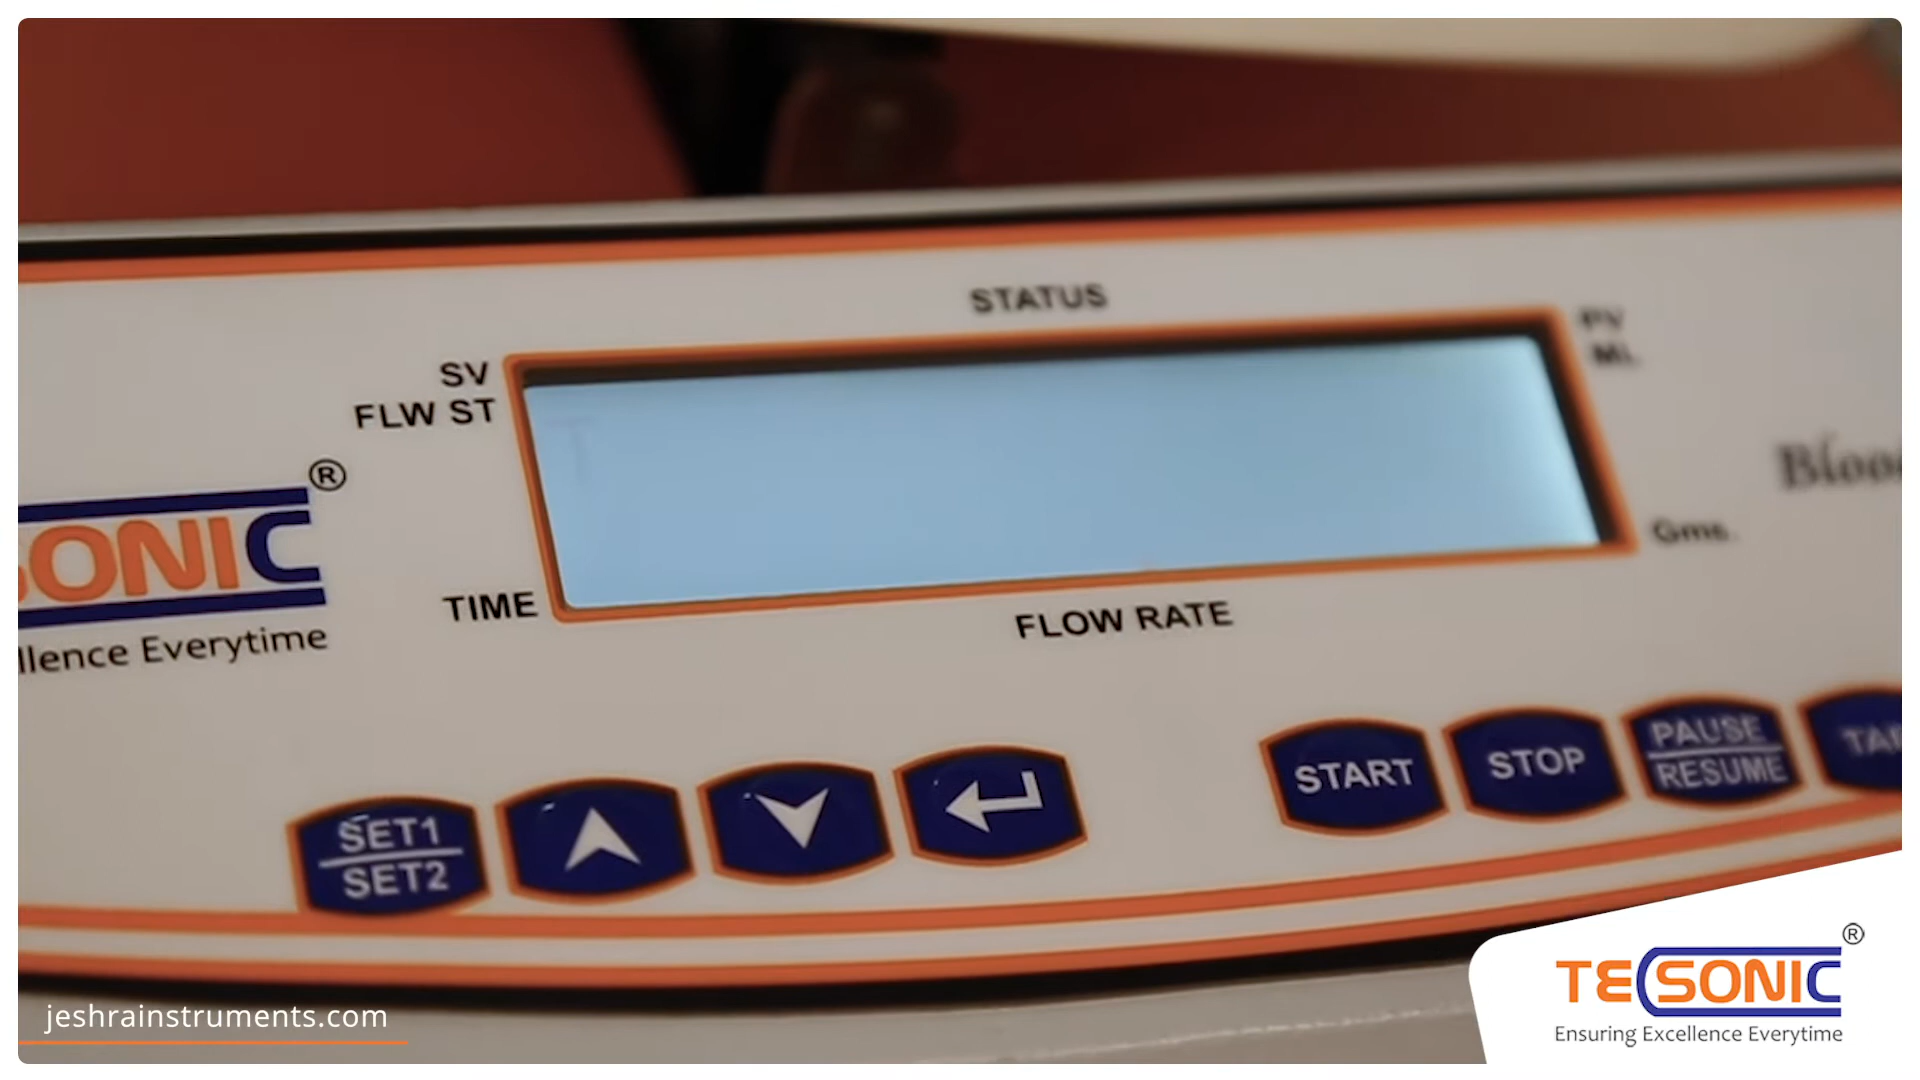 STATUS
SV
FLW ST
PV
ML
Gms.
®
SONIC
llence Everytime
TIME
FLOW RATE
SET1
SET2
START
STOP
PAUSE
RESUME
jeshrainstruments.com
®
TECSONIC
Ensuring Excellence Everytime